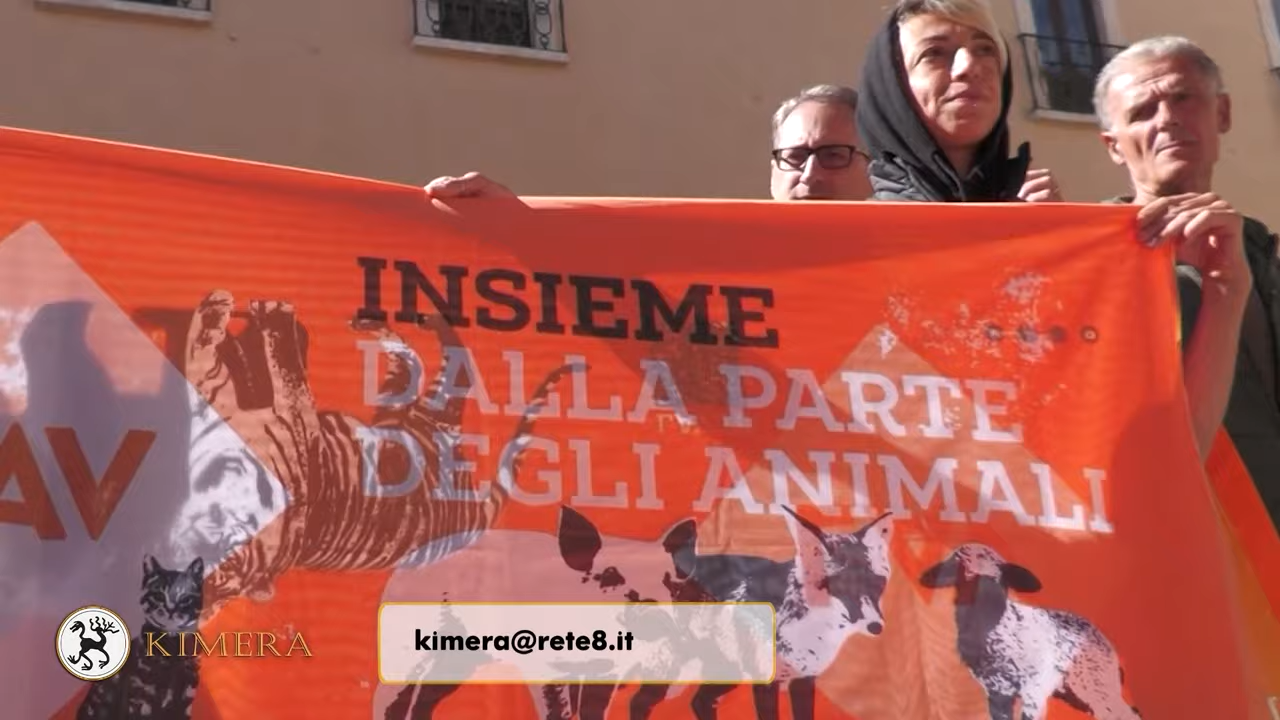 INSIEME
DALLA PARTE
DEGLI ANIMALI
AV
KIMERA
kimera@rete8.it